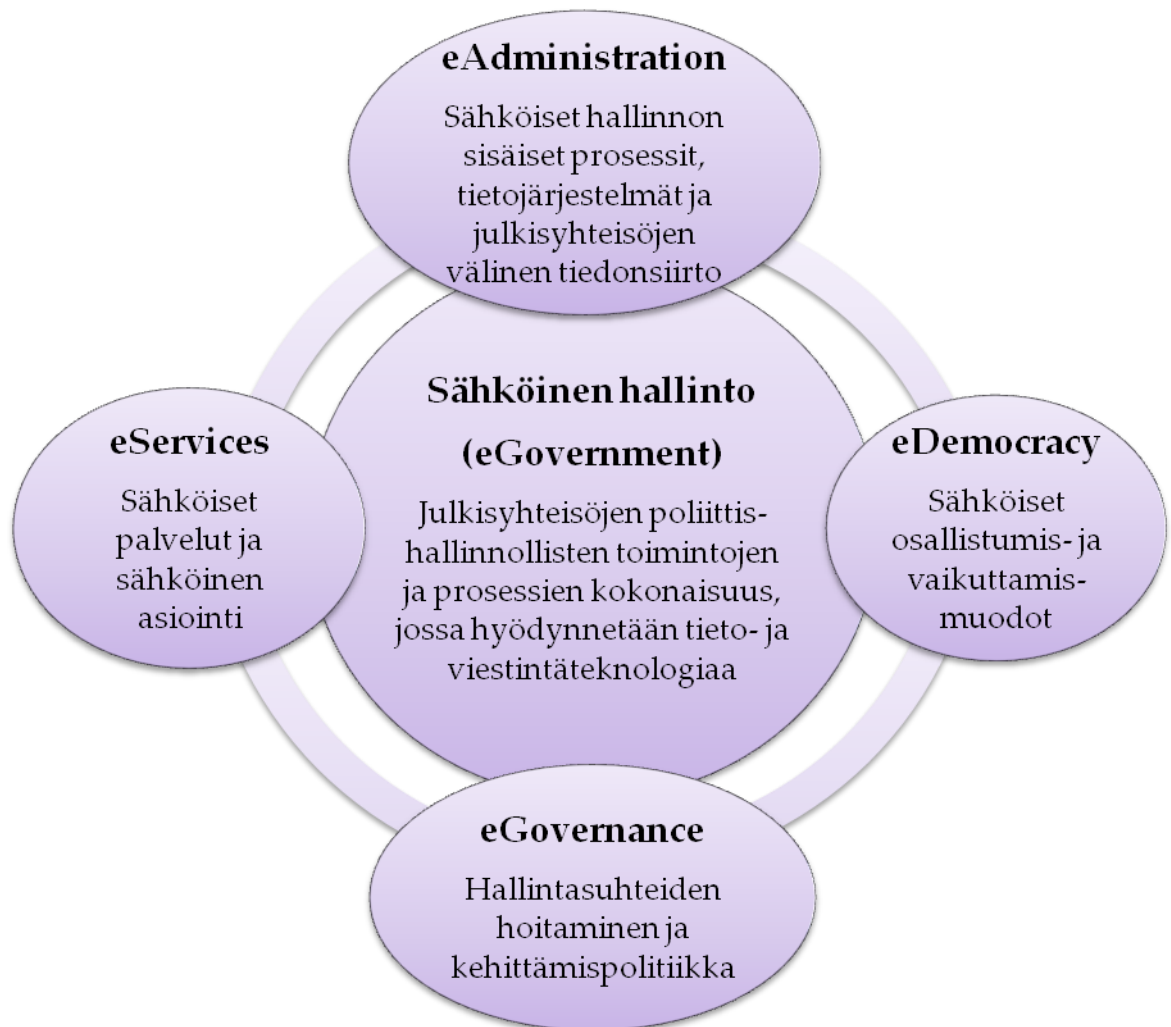 eAdministration
Sähköiset hallinnon
sisäiset prosessit,
tietojärjestelmät ja
julkisyhteisöjen
välinen tiedonsiirto
Sähköinen hallinto
(eGovernment)
Julkisyhteisöjen poliittis-
hallinnollisten toimintojen
ja prosessien kokonaisuus,
jossa hyödynnetään tieto- ja
viestintäteknologiaa
eServices
Sähköiset
palvelut ja
sähköinen
asiointi
eDemocracy
Sähköiset
osallistumis- ja
vaikuttamis-
muodot
eGovernance
Hallintasuhteiden
hoitaminen ja
kehittämispolitiikka